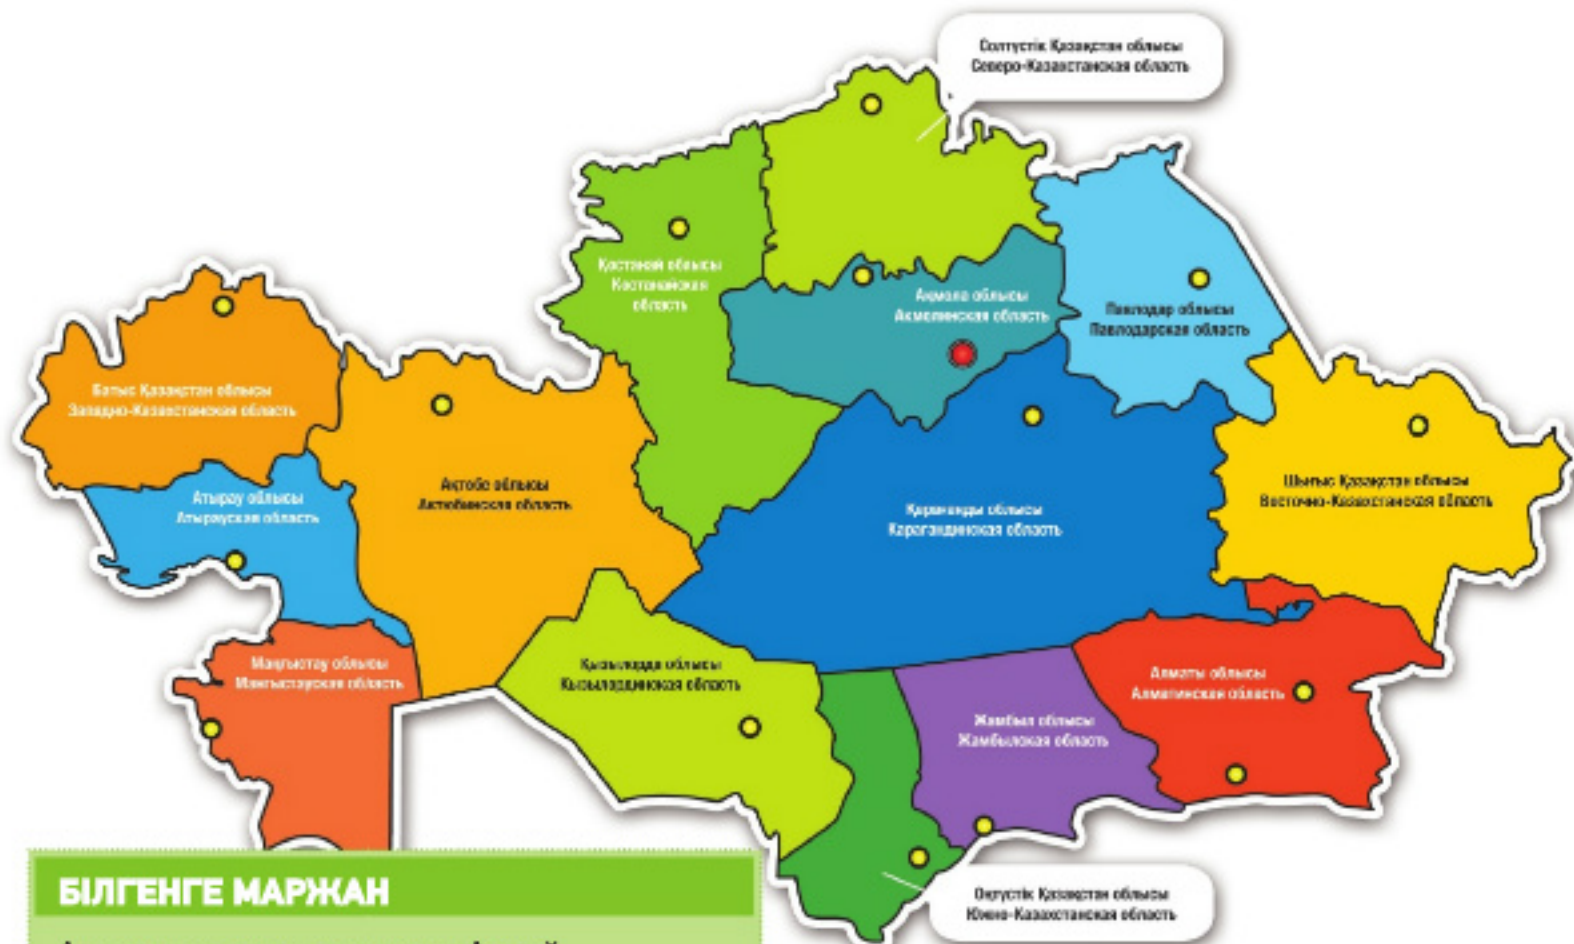 Солтүстік Қазақстан облысы
Северо-Казахстанская область
Қостанай облысы
Костанайская
область
Ақмола облысы
Акмолинская область
Павлодар облысы
Павлодарская область
Батыс Қазақстан облысы
Западно-Казахстанская область
Ақтөбе облысы
Актюбинская область
Атырау облысы
Атырауская область
Қарағанды облысы
Карагандинская область
Шығыс Қазақстан облысы
Восточно-Казахстанская область
Маңғыстау облысы
Мангыстауская область
Қызылорда облысы
Кызылординская область
Жамбыл облысы
Жамбылская область
Алматы облысы
Алматинская область
Оңтүстік Қазақстан облысы
Южно-Казахстанская область
БІЛГЕНГЕ МАРЖАН